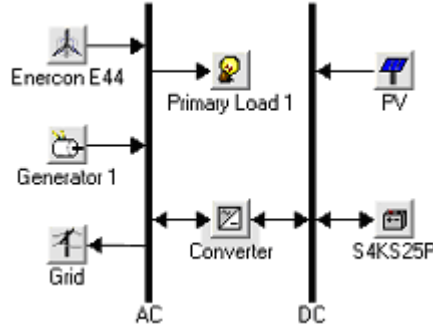 Enercon E44
Primary Load 1
PV
Generator 1
Converter
S4KS25P
Grid
AC
DC